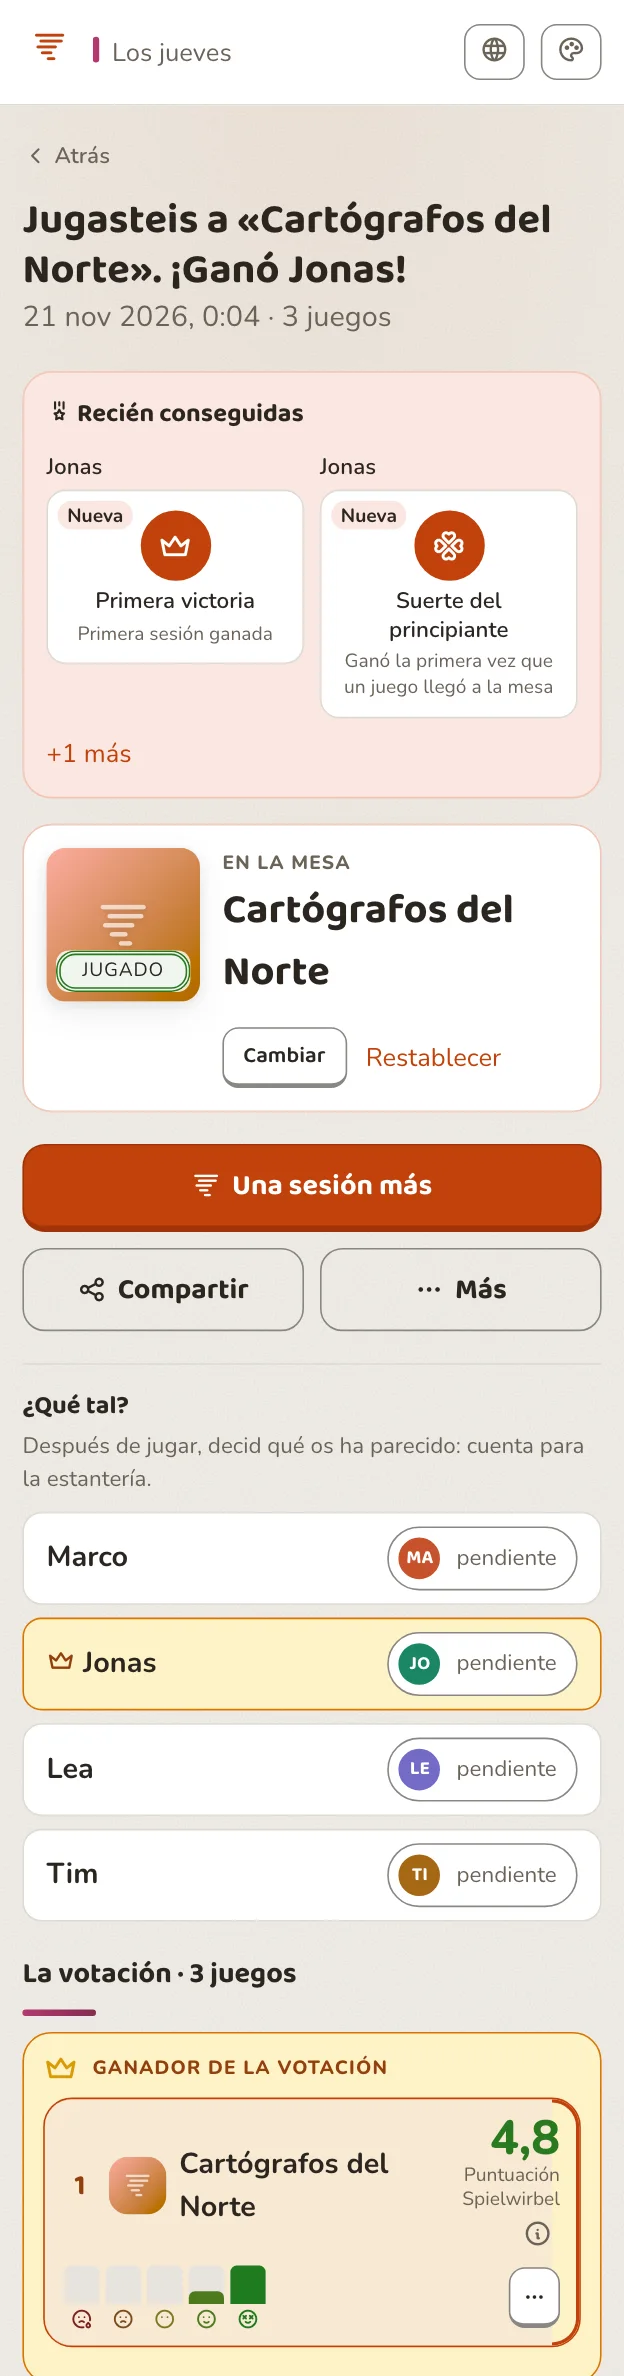 Los jueves
Atrás
Jugasteis a «Cartógrafos del
Norte». ¡Ganó Jonas!
21 nov 2026, 0:04 · 3 juegos
Recién conseguidas
Jonas
Nueva
Primera victoria
Primera sesión ganada
Jonas
Nueva
Suerte del
principiante
Ganó la primera vez que
un juego llegó a la mesa
+1 más
JUGADO
EN LA MESA
Cartógrafos del
Norte
Cambiar
Restablecer
Una sesión más
Compartir
··· Más
¿Qué tal?
Después de jugar, decid qué os ha parecido: cuenta para
la estantería.
Marco
MA pendiente
Jonas
JO pendiente
Lea
LE pendiente
Tim
TI pendiente
La votación · 3 juegos
GANADOR DE LA VOTACIÓN
1
Cartógrafos del
Norte
4,8
Puntuación
Spielwirbel
···